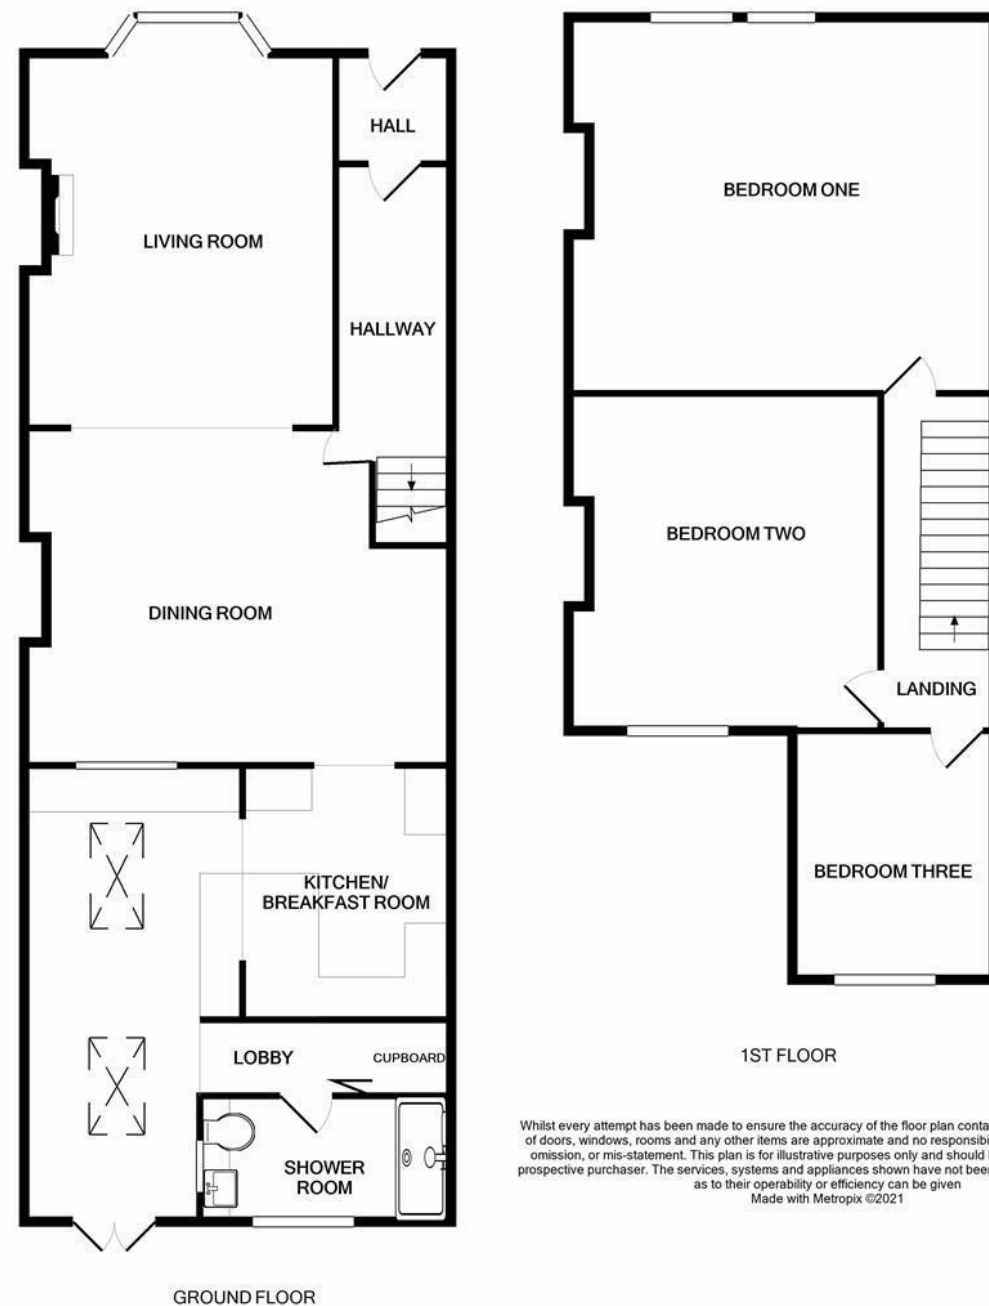 HALL
LIVING ROOM
HALLWAY
DINING ROOM
KITCHEN/
BREAKFAST ROOM
LOBBY
CUPBOARD
SHOWER
ROOM
GROUND FLOOR
BEDROOM ONE
BEDROOM TWO
LANDING
BEDROOM THREE
1ST FLOOR
Whilst every attempt has been made to ensure the accuracy of the floor plan conta
of doors, windows, rooms and any other items are approximate and no responsibi
omission, or mis-statement. This plan is for illustrative purposes only and should
prospective purchaser. The services, systems and appliances shown have not been
as to their operability or efficiency can be given
Made with Metropix ©2021